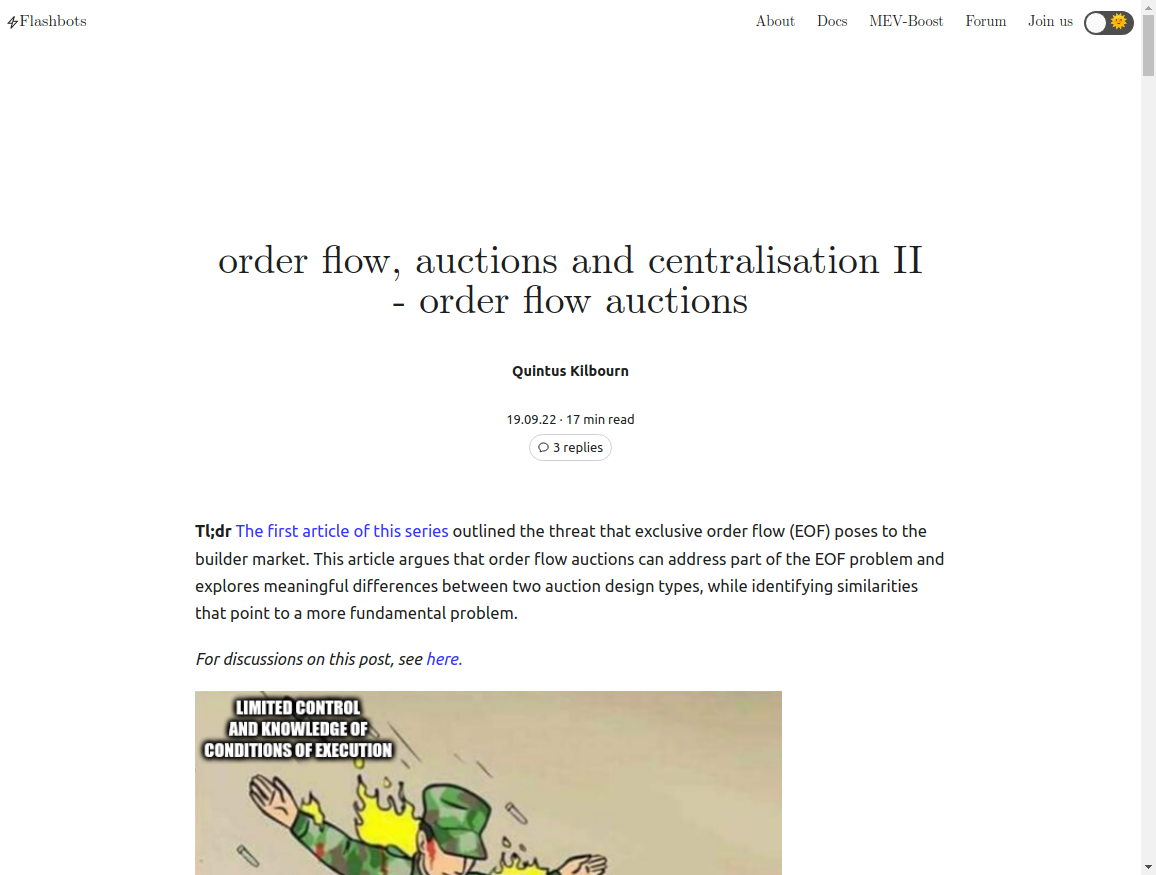 Flashbots
About Docs MEV-Boost Forum Join us
order flow, auctions and centralisation II
- order flow auctions
Quintus Kilbourn
19.09.22 · 17 min read
3 replies
Tl;dr The first article of this series outlined the threat that exclusive order flow (EOF) poses to the
builder market. This article argues that order flow auctions can address part of the EOF problem and
explores meaningful differences between two auction design types, while identifying similarities
that point to a more fundamental problem.
For discussions on this post, see here.
LIMITED CONTROL
AND KNOWLEDGE OF
CONDITIONS OF EXECUTION